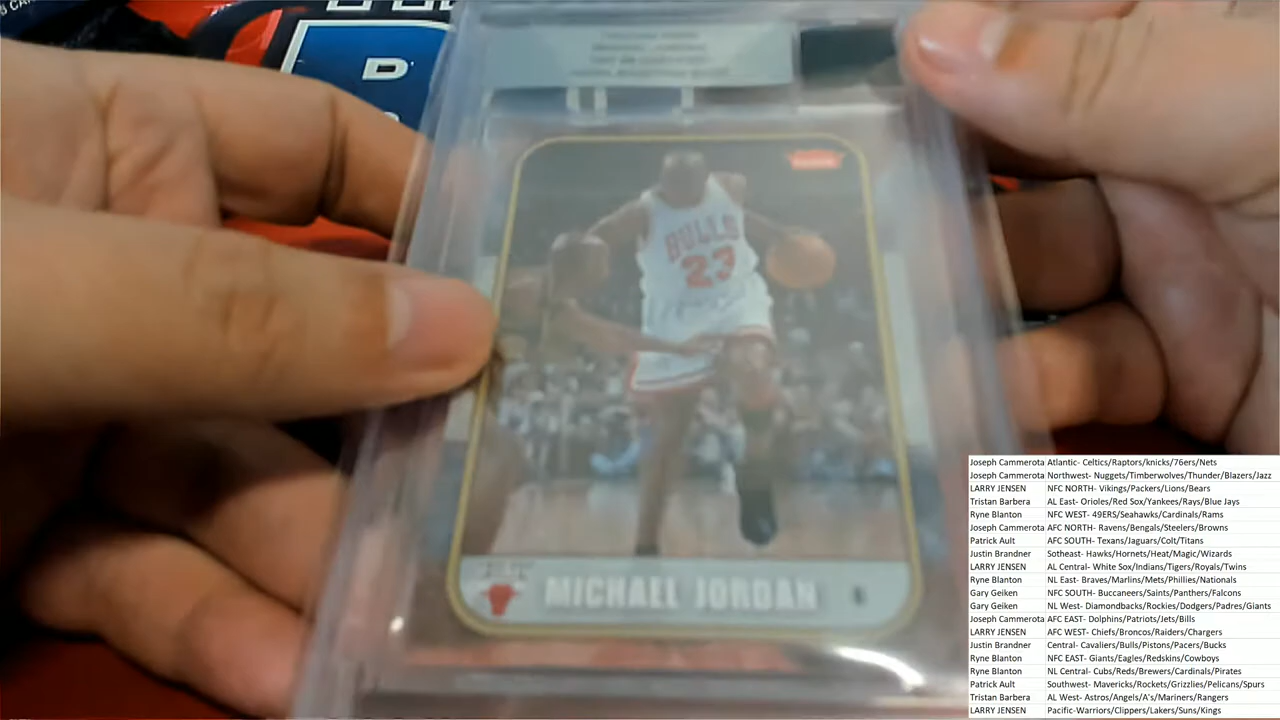 D
BULLS
23
MICHAEL JORDAN
Joseph Cammerota Atlantic- Celtics/Raptors/knicks/76ers/Nets
Joseph Cammerota Northwest- Nuggets/Timberwolves/Thunder/Blazers/Jazz
LARRY JENSEN NFC NORTH- Vikings/Packers/Lions/Bears
Tristan Barbera AL East- Orioles/Red Sox/Yankees/Rays/Blue Jays
Ryne Blanton NFC WEST- 49ERS/Seahawks/Cardinals/Rams
Joseph Cammerota AFC NORTH- Ravens/Bengals/Steelers/Browns
Patrick Ault AFC SOUTH- Texans/Jaguars/Colt/Titans
Justin Brandner Sotheast- Hawks/Hornets/Heat/Magic/Wizards
LARRY JENSEN AL Central- White Sox/Indians/Tigers/Royals/Twins
Ryne Blanton NL East- Braves/Marlins/Mets/Phillies/Nationals
Gary Geiken NFC SOUTH- Buccaneers/Saints/Panthers/Falcons
Gary Geiken NL West- Diamondbacks/Rockies/Dodgers/Padres/Giants
Joseph Cammerota AFC EAST- Dolphins/Patriots/Jets/Bills
LARRY JENSEN AFC WEST- Chiefs/Broncos/Raiders/Chargers
Justin Brandner Central- Cavaliers/Bulls/Pistons/Pacers/Bucks
Ryne Blanton NFC EAST- Giants/Eagles/Redskins/Cowboys
Ryne Blanton NL Central- Cubs/Reds/Brewers/Cardinals/Pirates
Patrick Ault Southwest- Mavericks/Rockets/Grizzlies/Pelicans/Spurs
Tristan Barbera AL West- Astros/Angels/A's/Mariners/Rangers
LARRY JENSEN Pacific-Warriors/Clippers/Lakers/Suns/Kings